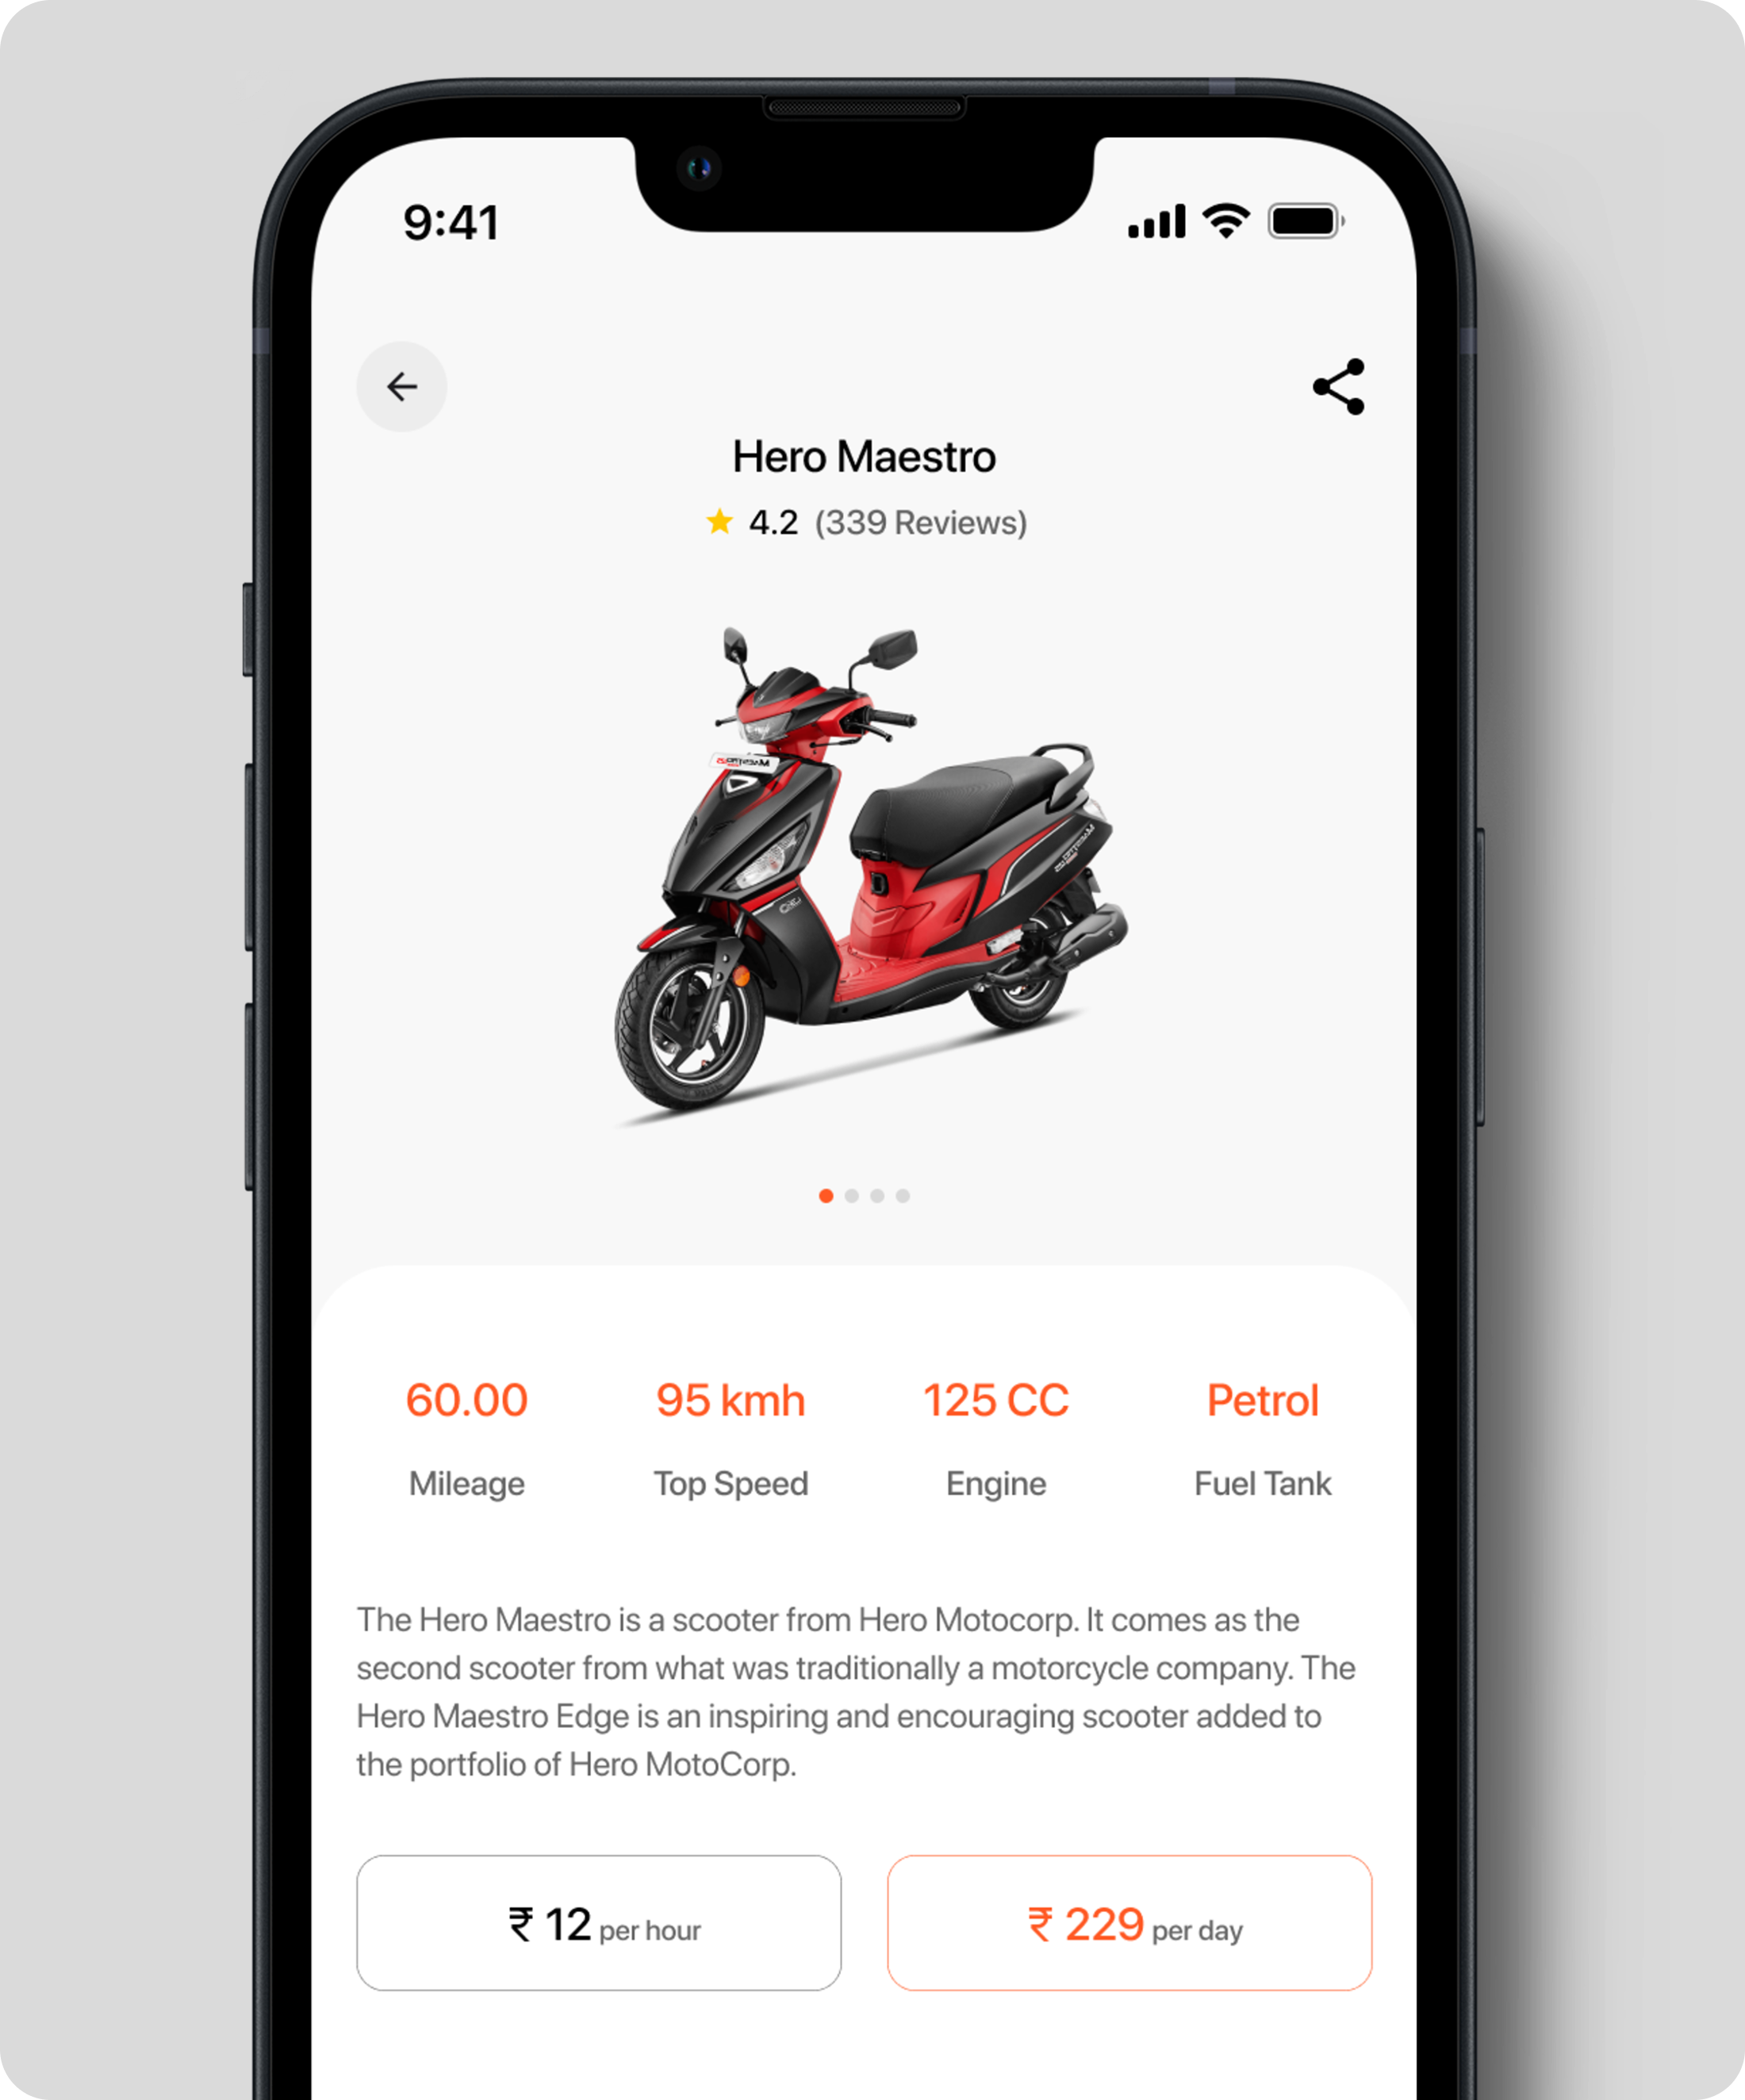 9:41
Hero Maestro
4.2 (339 Reviews)
60.00 95 kmh 125 CC Petrol
Mileage Top Speed Engine Fuel Tank
The Hero Maestro is a scooter from Hero Motocorp. It comes as the
second scooter from what was traditionally a motorcycle company. The
Hero Maestro Edge is an inspiring and encouraging scooter added to
the portfolio of Hero MotoCorp.
₹ 12 per hour ₹ 229 per day